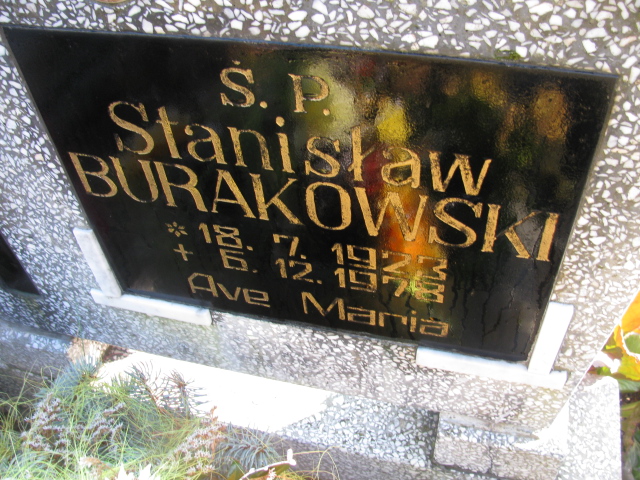 Ś. P.
Stanisław
BURAKOWSKI
* 18. 7. 1923
+ 6. 12. 1978
Ave Maria